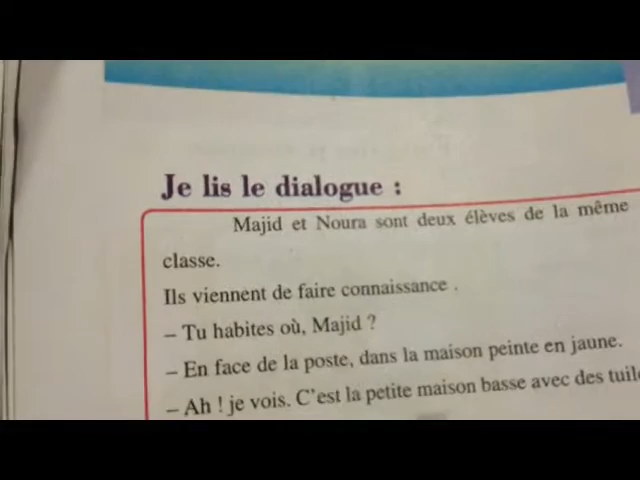 Je lis le dialogue :
Majid et Noura sont deux élèves de la même
classe.
Ils viennent de faire connaissance .
– Tu habites où, Majid ?
– En face de la poste, dans la maison peinte en jaune.
– Ah ! je vois. C'est la petite maison basse avec des